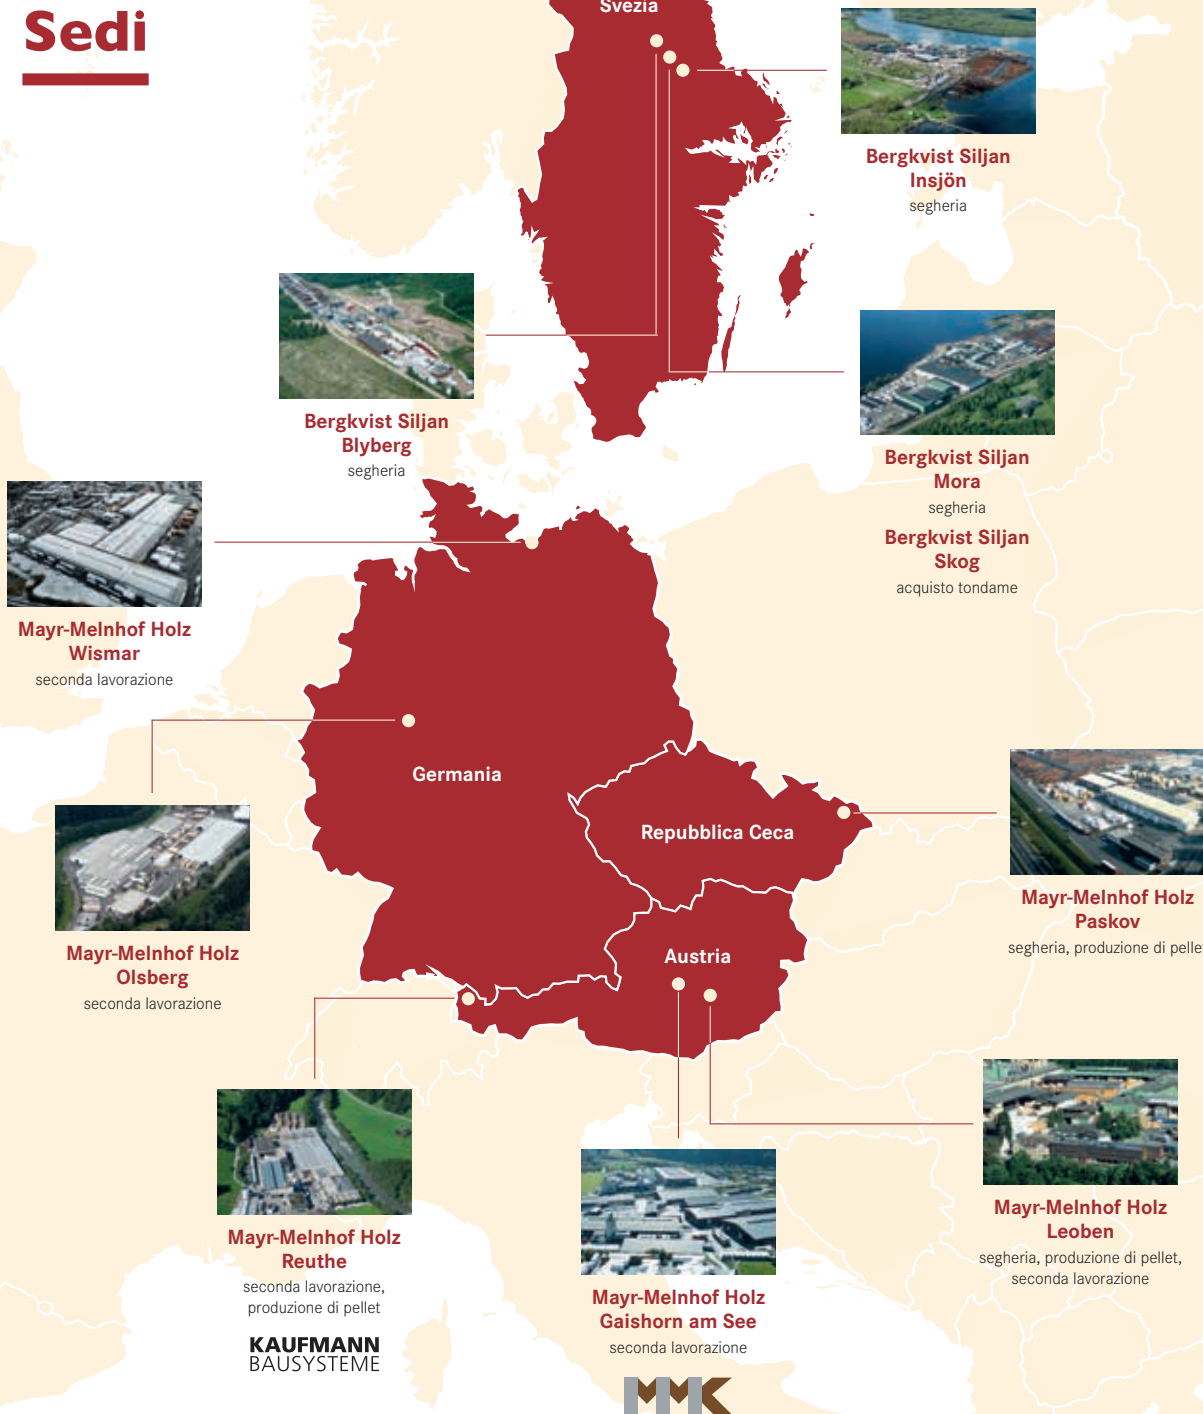 Sedi
Svezia
Bergkvist Siljan
Insjön
segheria
Bergkvist Siljan
Blyberg
segheria
Bergkvist Siljan
Mora
segheria
Bergkvist Siljan
Skog
acquisto tondame
Mayr-Melnhof Holz
Wismar
seconda lavorazione
Germania
Repubblica Ceca
Mayr-Melnhof Holz
Paskov
segheria, produzione di pelle
Mayr-Melnhof Holz
Olsberg
seconda lavorazione
Austria
Mayr-Melnhof Holz
Leoben
segheria, produzione di pellet,
seconda lavorazione
Mayr-Melnhof Holz
Reuthe
seconda lavorazione,
produzione di pellet
KAUFMANN
BAUSYSTEME
Mayr-Melnhof Holz
Gaishorn am See
seconda lavorazione
MMK